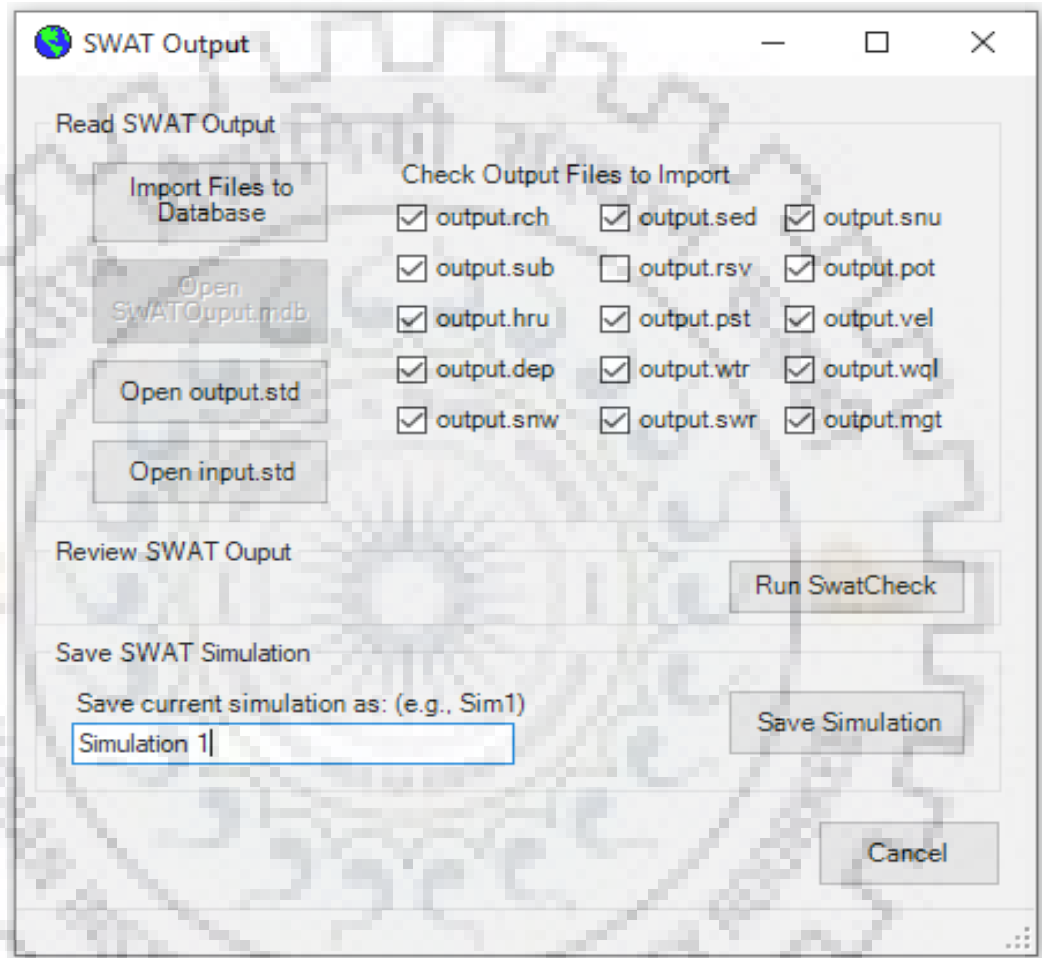 SWAT Output
Read SWAT Output
Import Files to
Database
Open
SWATOuput.mdb
Open output.std
Open input.std
Check Output Files to Import
output.rch output.sed output.snu
output.sub output.rsv output.pot
output.hru output.pst output.vel
output.dep output.wtr output.wql
output.snw output.swr output.mgt
Review SWAT Ouput
Run SwatCheck
Save SWAT Simulation
Save current simulation as: (e.g., Sim1)
Simulation 1
Save Simulation
Cancel